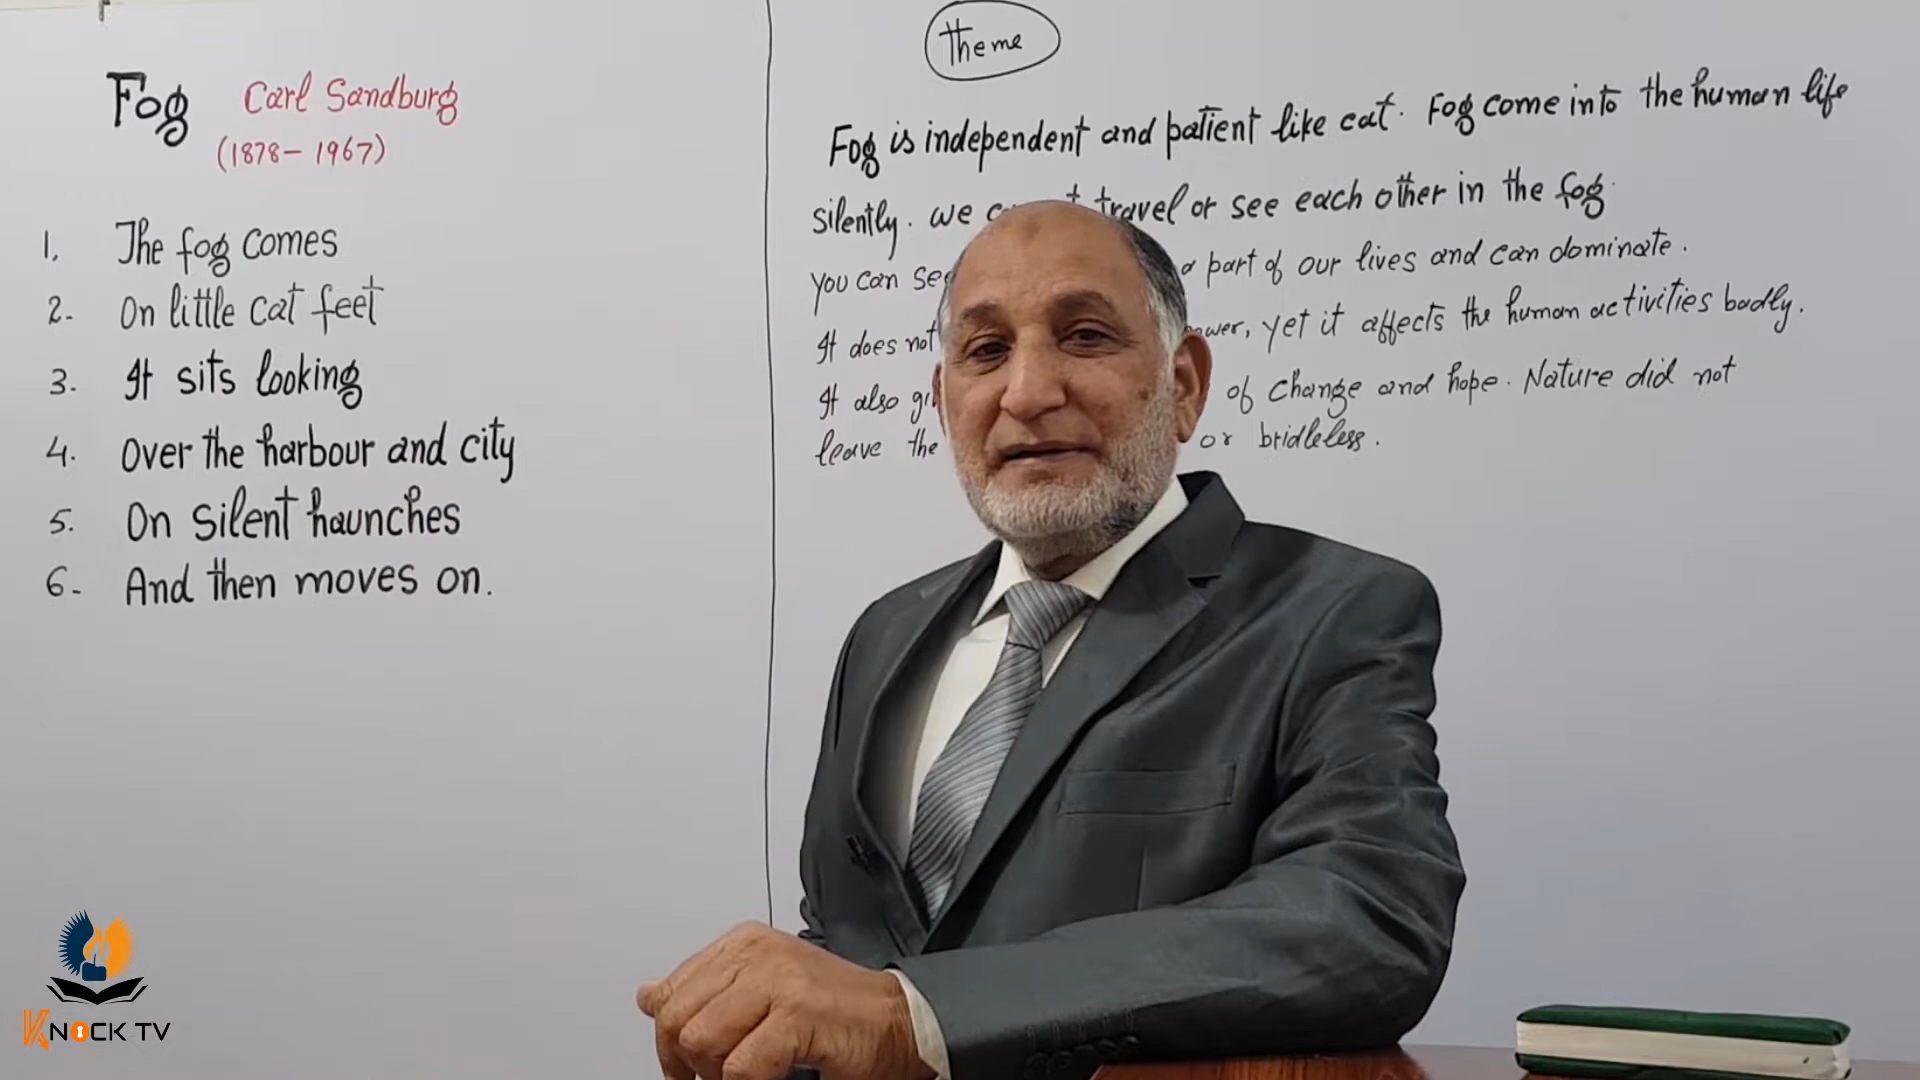 Fog Carl Sandburg
(1878-1967)
1. The fog comes
2. On little cat feet
3. It sits looking
4. Over the harbour and city
5. On silent haunches
6. And then moves on.
Theme
Fog is independent and patient like cat. Fog come into the human life
silently. We travel or see each other in the fog.
You can see a part of our lives and can dominate.
It does not yet it affects the human activities badly.
It also of change and hope. Nature did not
leave the or bridleless.
KNOCK TV